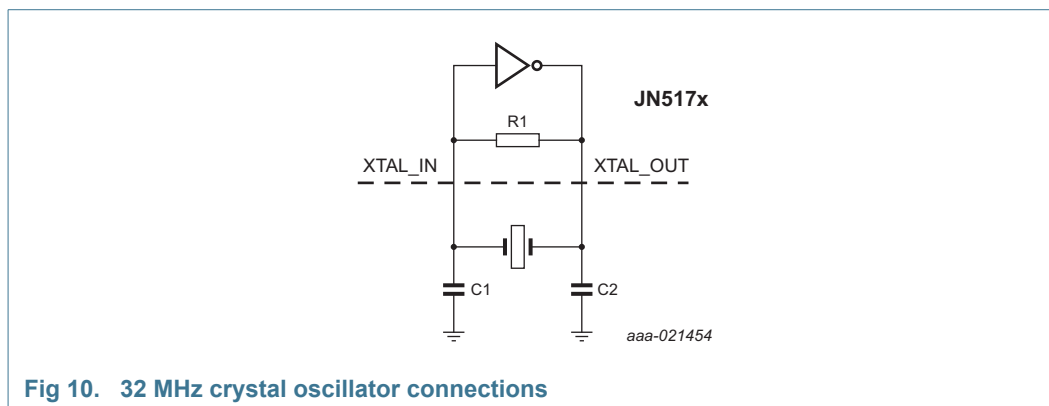 JN517x
R1
XTAL_IN XTAL_OUT
C1 C2
aaa-021454
Fig 10. 32 MHz crystal oscillator connections